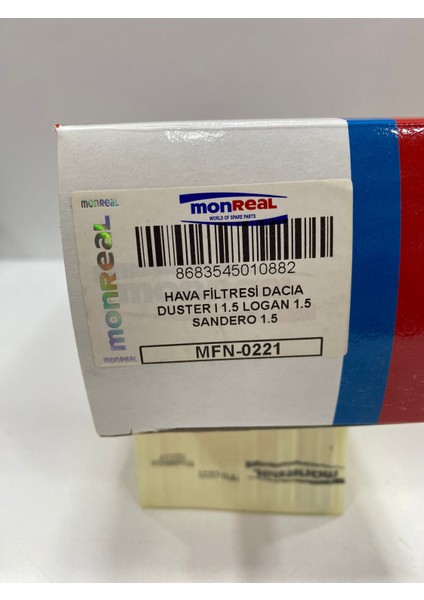 monReaL
monReaL
WORLD OF SPARE PARTS
8683545010882
HAVA FİLTRESİ DACIA
DUSTER I 1.5 LOGAN 1.5
SANDERO 1.5
MFN-0221
monReaL
monReaL